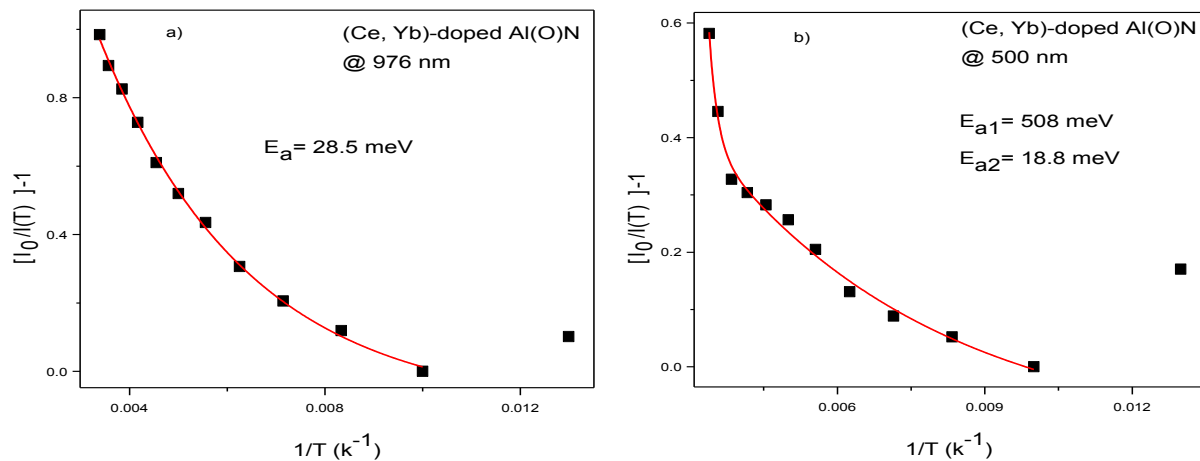 a)
(Ce, Yb)-doped Al(O)N
@ 976 nm
Eₐ= 28.5 meV
0.8
0.4
0.0
[I₀/I(T) ]-1
0.004
0.008
0.012
1/T (k⁻¹)
b)
(Ce, Yb)-doped Al(O)N
@ 500 nm
Eₐ₁= 508 meV
Eₐ₂= 18.8 meV
0.6
0.4
0.2
0.0
[I₀/I(T) ]-1
0.006
0.009
0.012
1/T (k⁻¹)